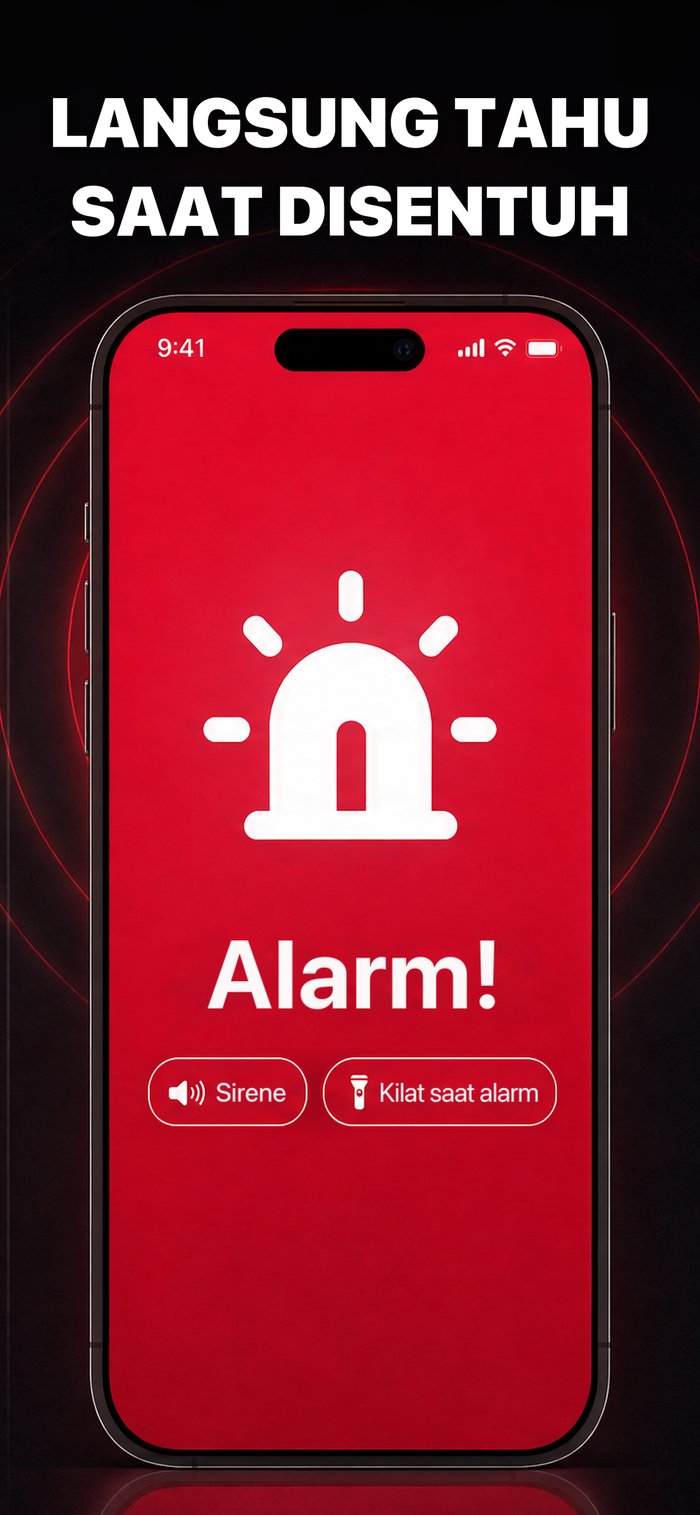 LANGSUNG TAHU
SAAT DISENTUH
9:41
Alarm!
Sirene
Kilat saat alarm